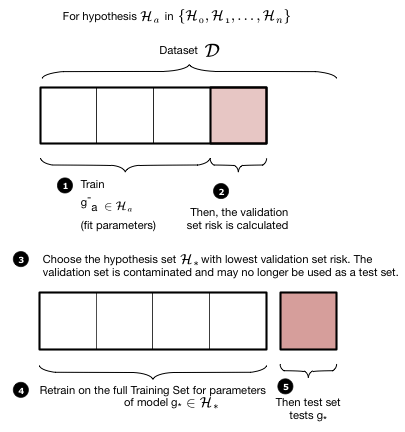 For hypothesis ℋₐ in {ℋ₀, ℋ₁, . . . , ℋₙ}
Dataset 𝒟
1 Train
g⁻ₐ ∈ ℋₐ
(fit parameters)
2
Then, the validation
set risk is calculated
3 Choose the hypothesis set ℋ* with lowest validation set risk. The
validation set is contaminated and may no longer be used as a test set.
4 Retrain on the full Training Set for parameters
of model g* ∈ ℋ*
5
Then test set
tests g*